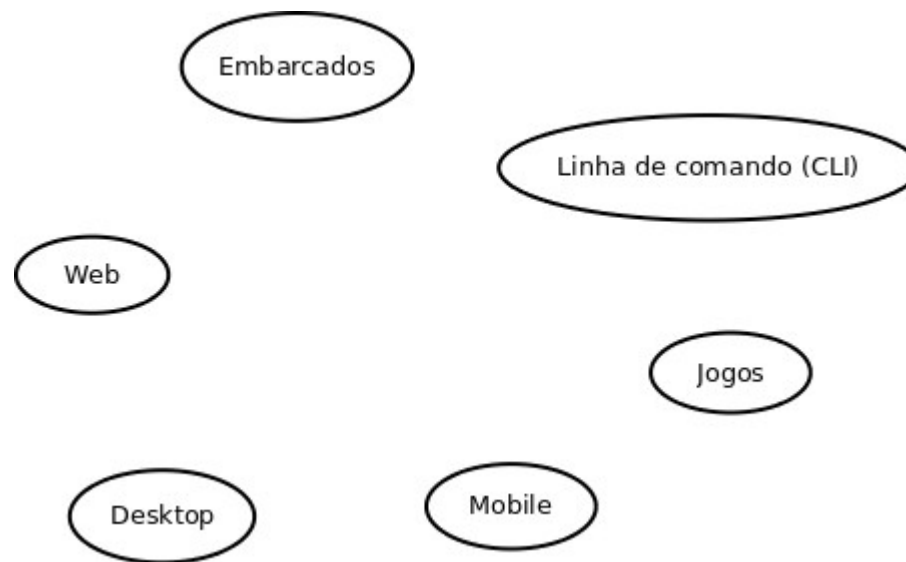 Embarcados
Linha de comando (CLI)
Web
Jogos
Mobile
Desktop